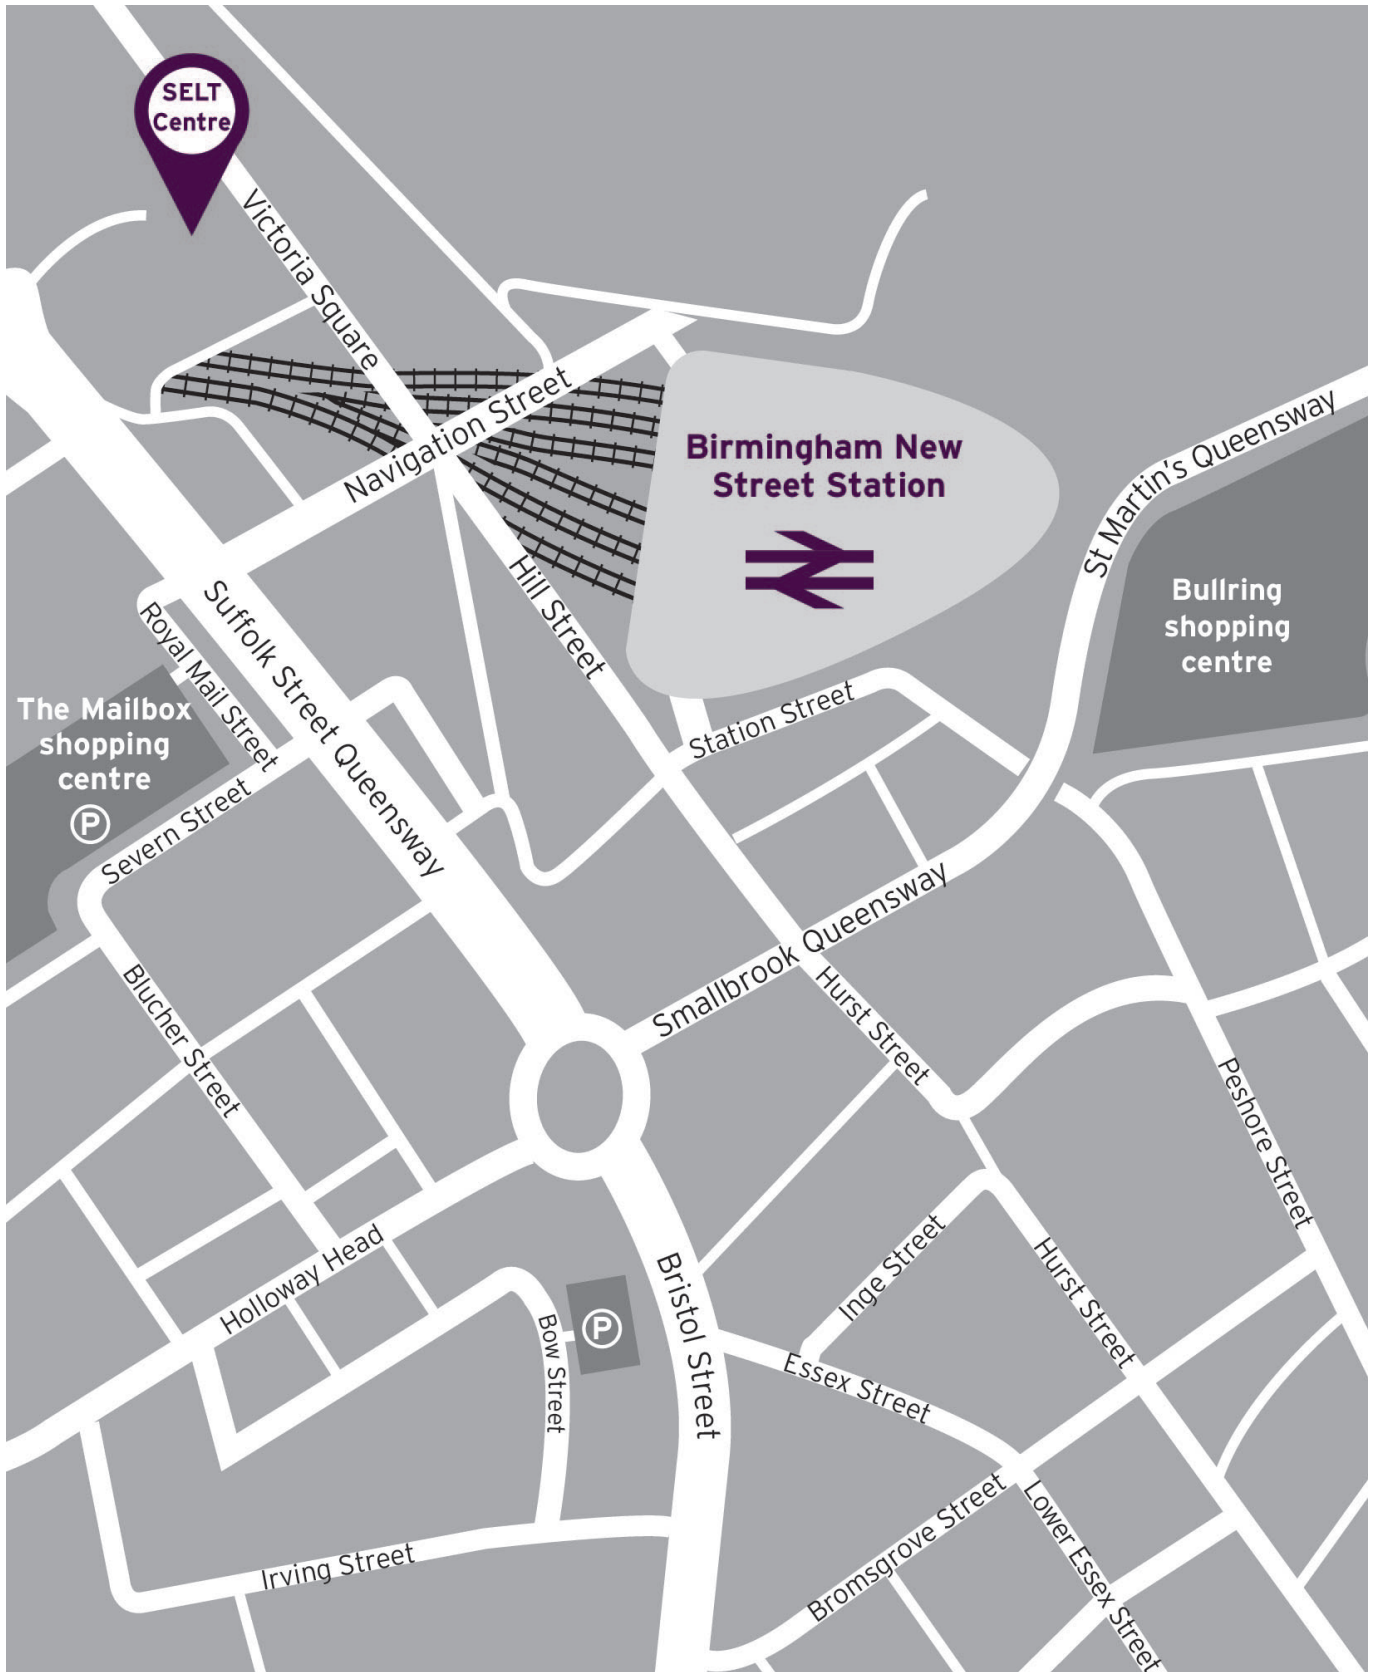 SELT
Centre
Victoria Square
Navigation Street
Birmingham New
Street Station
St Martin's Queensway
Bullring
shopping
centre
Hill Street
Suffolk Street Queensway
Royal Mail Street
The Mailbox
shopping
centre
P
Station Street
Severn Street
Smallbrook Queensway
Blucher Street
Hurst Street
Peshore Street
Holloway Head
Inge Street
Hurst Street
Bristol Street
Bow Street
P
Essex Street
Bromsgrove Street
Lower Essex Street
Irving Street